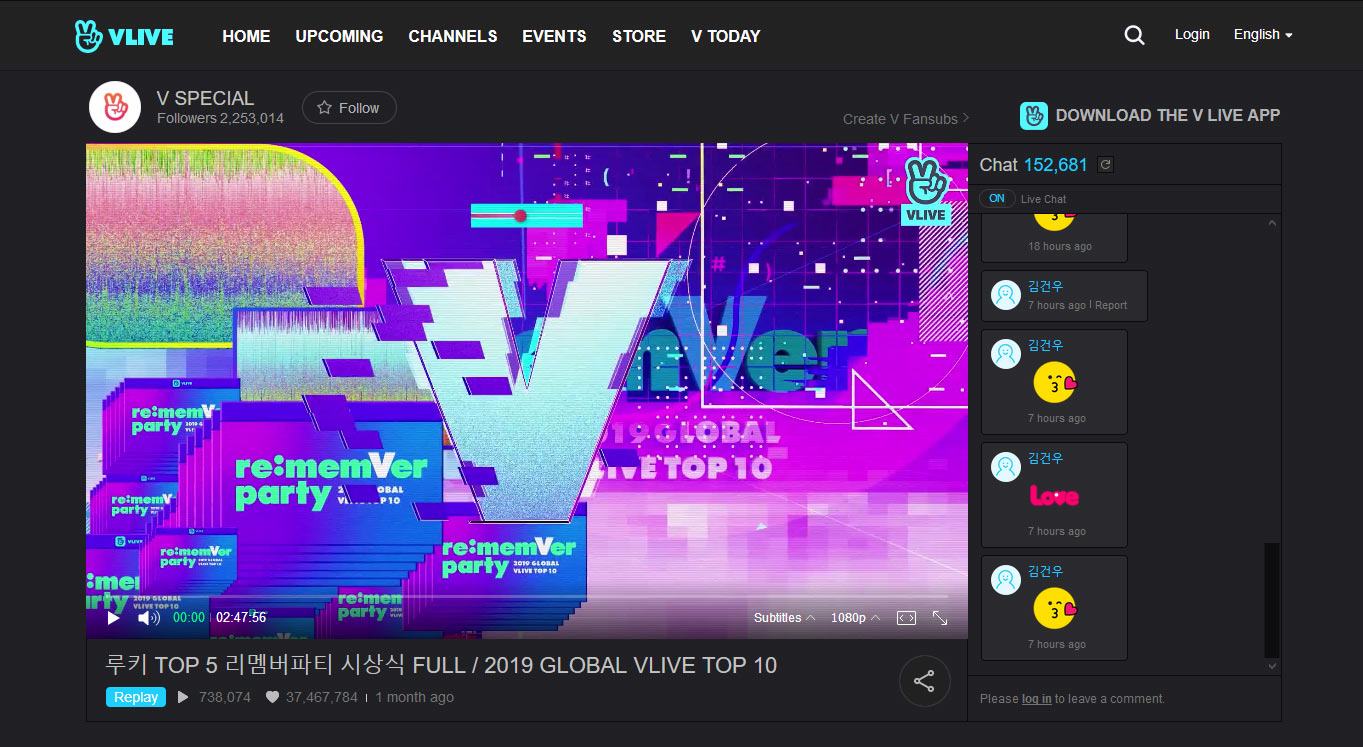 VLIVE
HOME UPCOMING CHANNELS EVENTS STORE V TODAY
Login English
V SPECIAL
Followers 2,253,014
Follow
Create V Fansubs
DOWNLOAD THE V LIVE APP
VLIVE
V
2019 GLOBAL
VLIVE TOP 10
re:memV
party
re:memVer
party
re:memV
party
re:memVer
party
2019 GLOBAL
VLIVE TOP 10
re:memVer
party
2019 GLOBAL
VLIVE TOP 10
00:00 02:47:56
Subtitles 1080p
루키 TOP 5 리멤버파티 시상식 FULL / 2019 GLOBAL VLIVE TOP 10
Replay 738,074 37,467,784 1 month ago
Chat 152,681
ON Live Chat
18 hours ago
김건우
7 hours ago Report
김건우
7 hours ago
김건우
Love
7 hours ago
김건우
7 hours ago
Please log in to leave a comment.